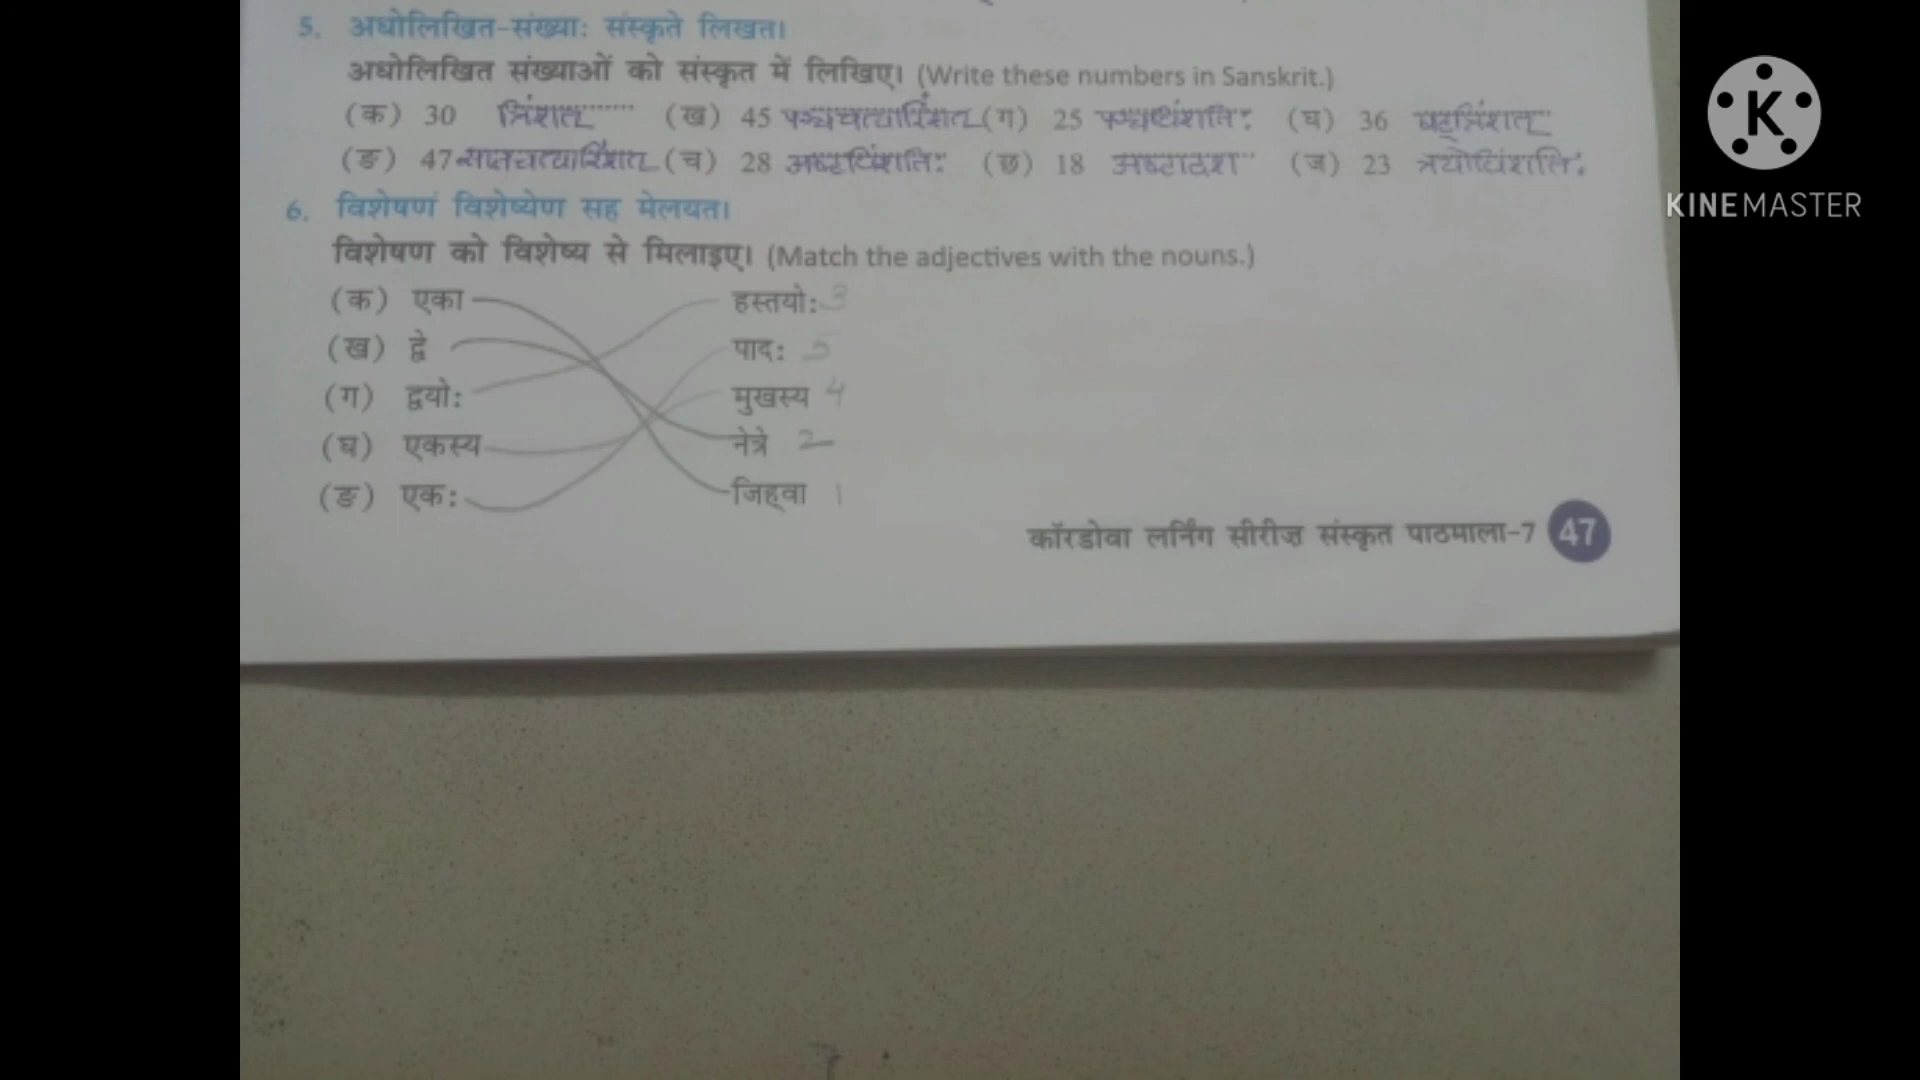 5. अधोलिखित-संख्याः संस्कृते लिखत।
अधोलिखित संख्याओं को संस्कृत में लिखिए। (Write these numbers in Sanskrit.)
(क) 30 त्रिंशत् (ख) 45 पञ्चचत्वारिंशत् (ग) 25 पञ्चविंशतिः (घ) 36 षट्त्रिंशत्
(ङ) 47 सप्तचत्वारिंशत् (च) 28 अष्टविंशतिः (छ) 18 अष्टादश (ज) 23 त्रयोविंशतिः
6. विशेषणं विशेष्येण सह मेलयत।
विशेषण को विशेष्य से मिलाइए। (Match the adjectives with the nouns.)
(क) एका हस्तयोः 3
(ख) द्वे पादः 5
(ग) द्वयोः मुखस्य 4
(घ) एकस्य नेत्रे 2
(ङ) एकः जिह्वा 1
कॉरडोवा लर्निंग सीरीज़ संस्कृत पाठमाला-7 47
K
KINEMASTER